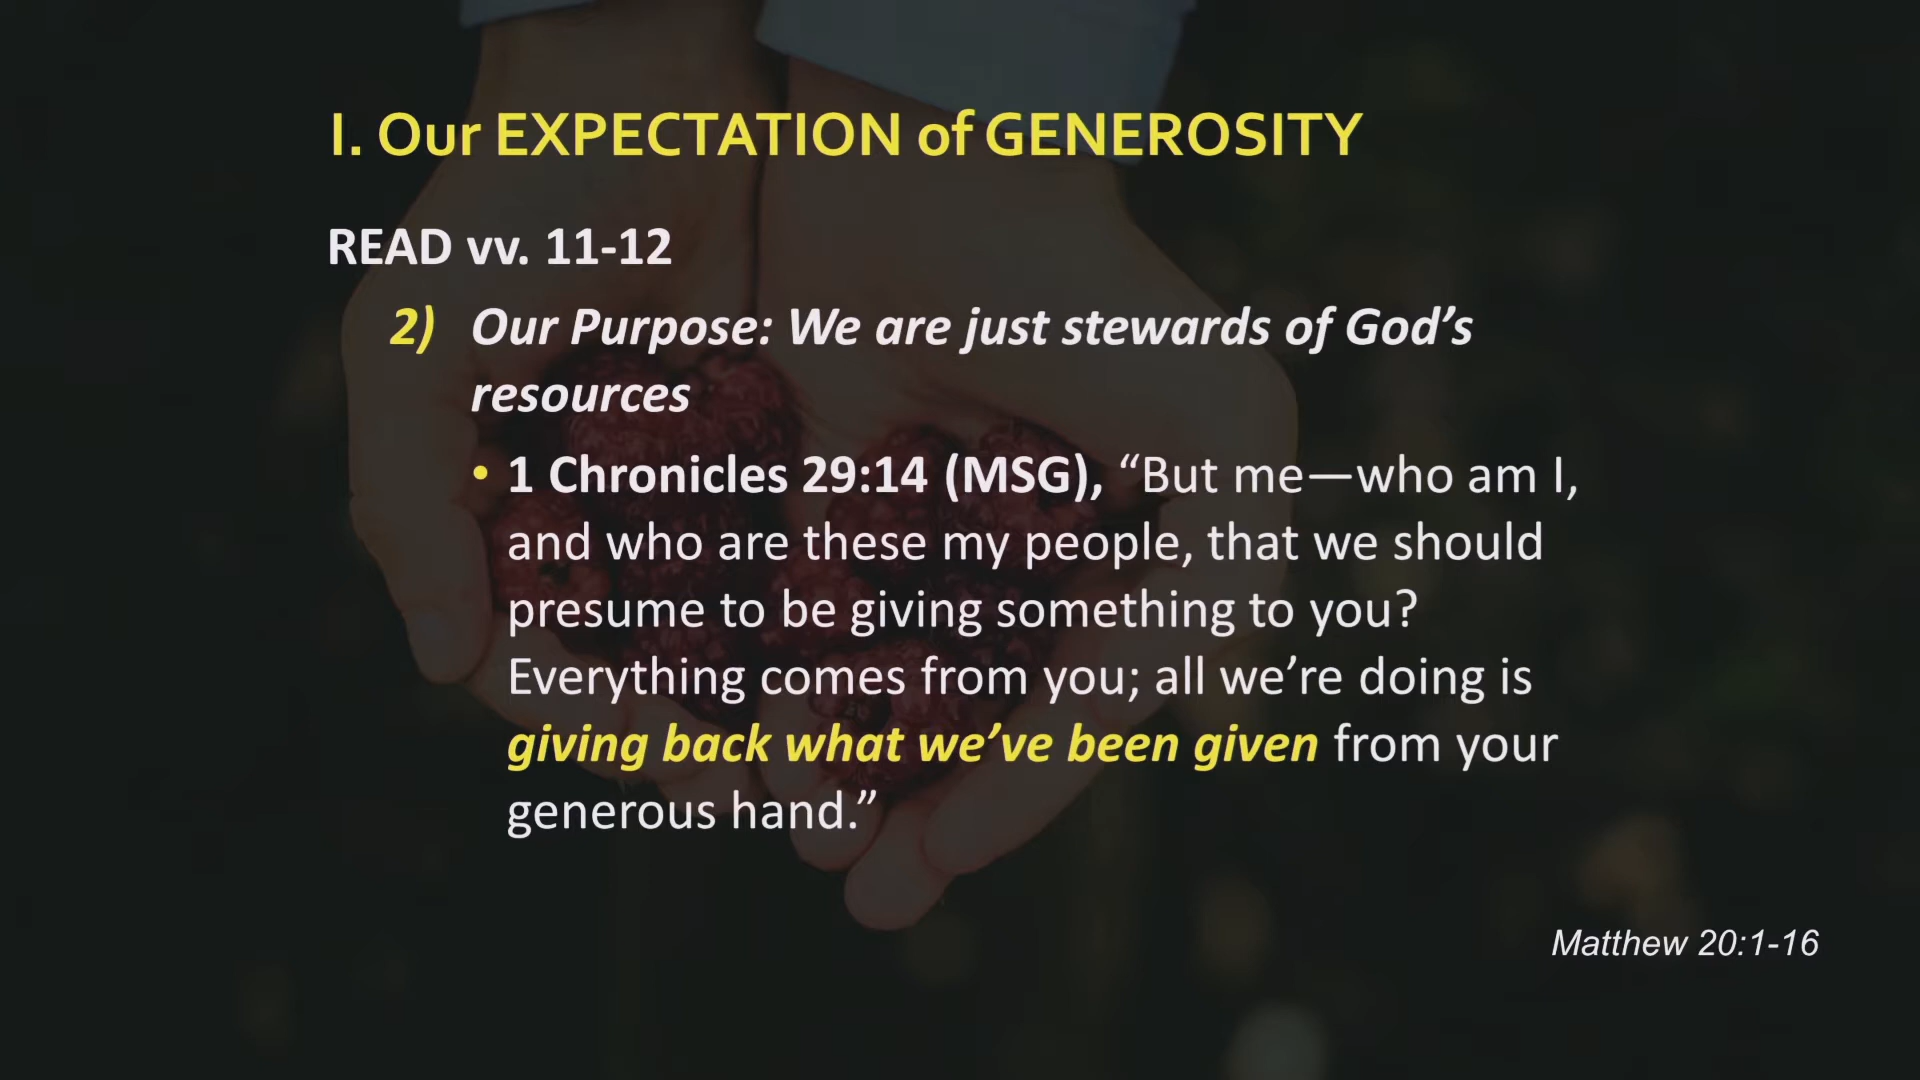 I. Our EXPECTATION of GENEROSITY
READ vv. 11-12
2) Our Purpose: We are just stewards of God’s
resources
• 1 Chronicles 29:14 (MSG), “But me—who am I,
and who are these my people, that we should
presume to be giving something to you?
Everything comes from you; all we’re doing is
giving back what we’ve been given from your
generous hand.”
Matthew 20:1-16